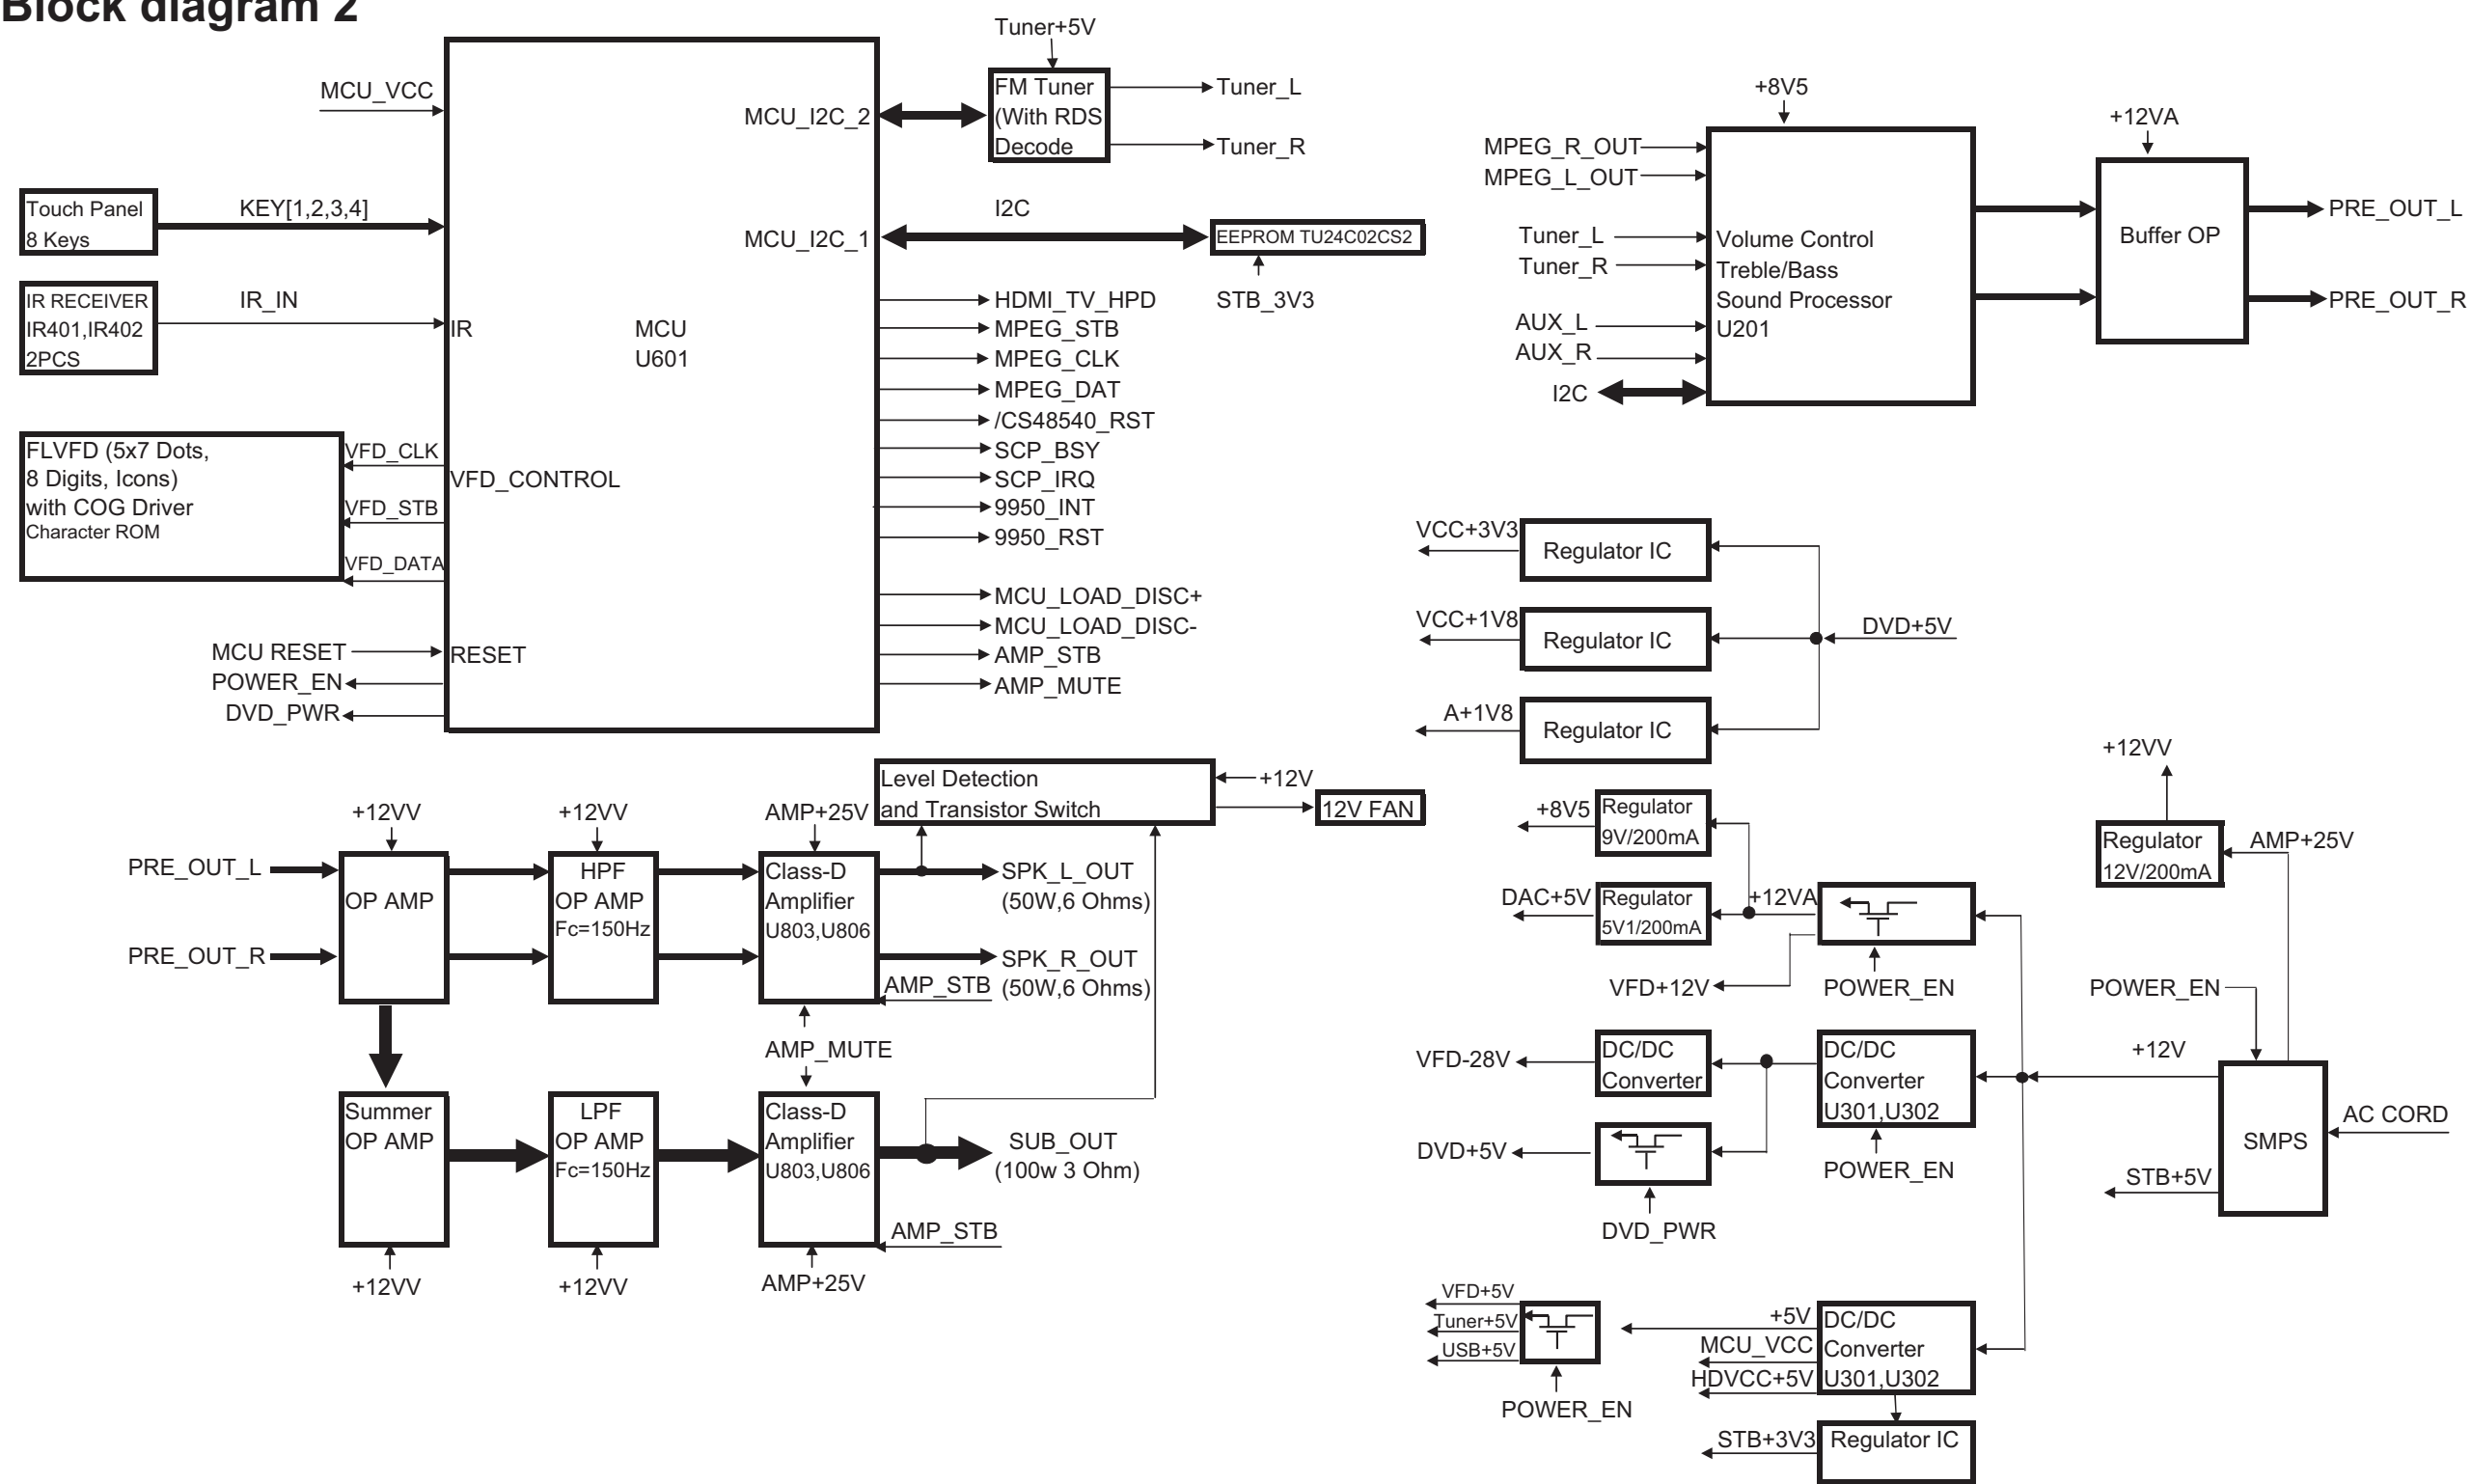 Block diagram 2
MCU_VCC
Touch Panel
8 Keys
KEY[1,2,3,4]
IR RECEIVER
IR401,IR402
2PCS
IR_IN
IR
FLVFD (5x7 Dots,
8 Digits, Icons)
with COG Driver
Character ROM
VFD_CLK
VFD_STB
VFD_DATA
VFD_CONTROL
MCU RESET
RESET
POWER_EN
DVD_PWR
MCU
U601
MCU_I2C_2
MCU_I2C_1
Tuner+5V
FM Tuner
(With RDS
Decode
Tuner_L
Tuner_R
I2C
EEPROM TU24C02CS2
STB_3V3
HDMI_TV_HPD
MPEG_STB
MPEG_CLK
MPEG_DAT
/CS48540_RST
SCP_BSY
SCP_IRQ
9950_INT
9950_RST
MCU_LOAD_DISC+
MCU_LOAD_DISC-
AMP_STB
AMP_MUTE
+8V5
MPEG_R_OUT
MPEG_L_OUT
Tuner_L
Tuner_R
AUX_L
AUX_R
I2C
Volume Control
Treble/Bass
Sound Processor
U201
+12VA
Buffer OP
PRE_OUT_L
PRE_OUT_R
VCC+3V3
Regulator IC
VCC+1V8
Regulator IC
DVD+5V
A+1V8
Regulator IC
Level Detection
and Transistor Switch
+12V
12V FAN
+12VV
+12VV
AMP+25V
PRE_OUT_L
PRE_OUT_R
OP AMP
HPF
OP AMP
Fc=150Hz
Class-D
Amplifier
U803,U806
SPK_L_OUT
(50W,6 Ohms)
SPK_R_OUT
(50W,6 Ohms)
AMP_STB
AMP_MUTE
Summer
OP AMP
LPF
OP AMP
Fc=150Hz
Class-D
Amplifier
U803,U806
SUB_OUT
(100w 3 Ohm)
AMP_STB
+12VV
+12VV
AMP+25V
+8V5
Regulator
9V/200mA
DAC+5V
Regulator
5V1/200mA
+12VA
VFD+12V
POWER_EN
+12VV
Regulator
12V/200mA
AMP+25V
POWER_EN
VFD-28V
DC/DC
Converter
DC/DC
Converter
U301,U302
+12V
DVD+5V
POWER_EN
DVD_PWR
SMPS
AC CORD
STB+5V
VFD+5V
Tuner+5V
USB+5V
POWER_EN
+5V
MCU_VCC
HDVCC+5V
DC/DC
Converter
U301,U302
STB+3V3
Regulator IC